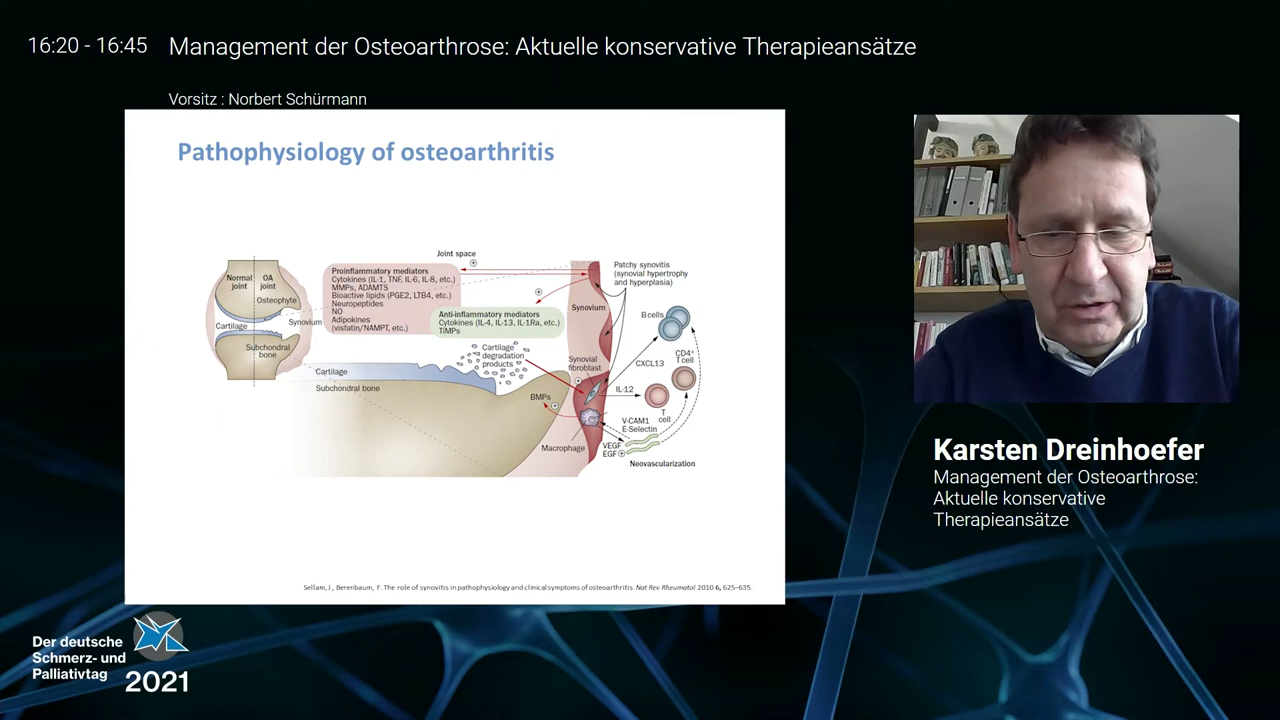 16:20 - 16:45
Management der Osteoarthrose: Aktuelle konservative Therapieansätze
Vorsitz : Norbert Schürmann
Pathophysiology of osteoarthritis
Normal
joint
OA
joint
Osteophyte
Cartilage
Synovium
Subchondral
bone
Proinflammatory mediators
Cytokines (IL-1, TNF, IL-6, IL-8, etc.)
MMPs, ADAMTS
Bioactive lipids (PGE2, LTB4, etc.)
Neuropeptides
NO
Adipokines
(visfatin/NAMPT, etc.)
Joint space
Anti-inflammatory mediators
Cytokines (IL-4, IL-13, IL-1Ra, etc.)
TiMPs
Cartilage
degradation
products
Cartilage
Subchondral bone
Synovium
Patchy synovitis
(synovial hypertrophy
and hyperplasia)
B cells
CXCL13
CD4+
T cell
Synovial
fibroblast
IL-12
T
cell
BMPs
Macrophage
V-CAM1
E-Selectin
VEGF
EGF
Neovascularization
Sellam, J., Berenbaum, F. The role of synovitis in pathophysiology and clinical symptoms of osteoarthritis. Nat Rev Rheumatol 2010 6, 625–635.
Karsten Dreinhoefer
Management der Osteoarthrose:
Aktuelle konservative
Therapieansätze
Der deutsche
Schmerz- und
Palliativtag
2021